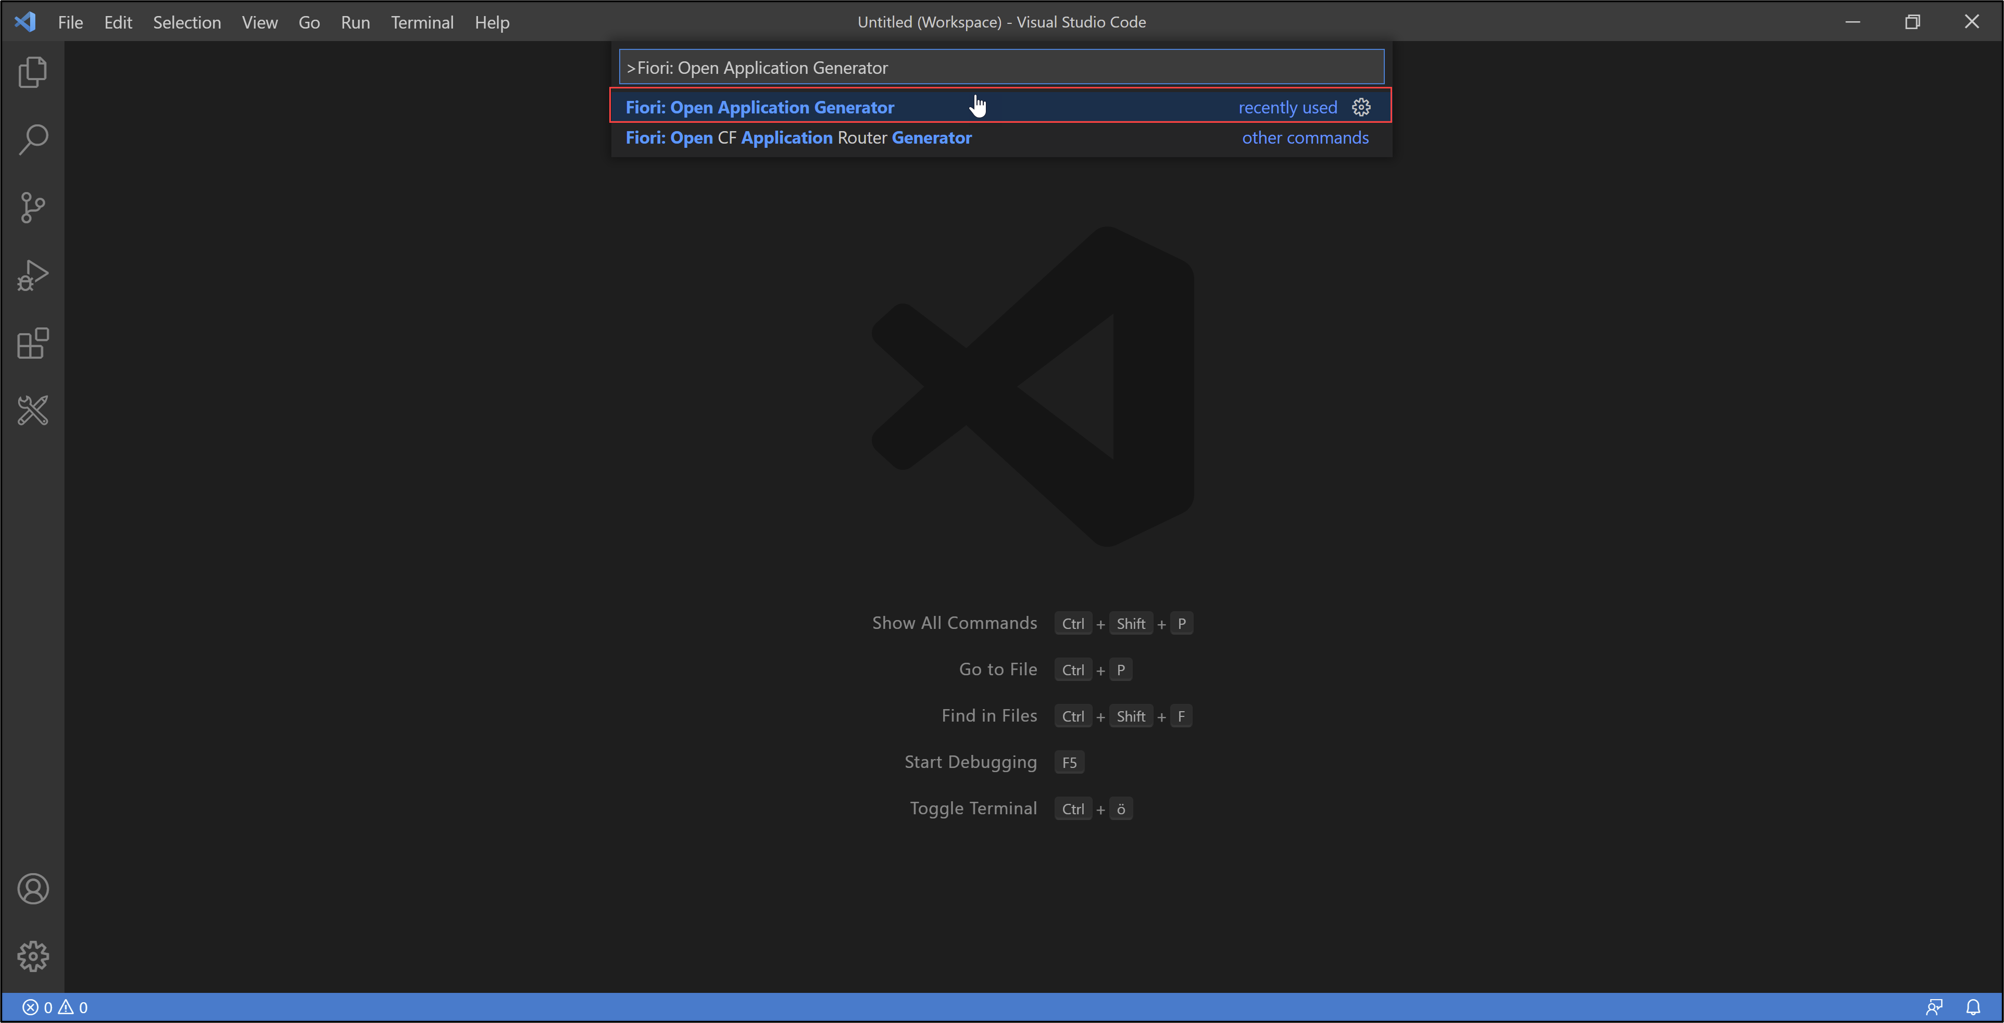 File Edit Selection View Go Run Terminal Help Untitled (Workspace) - Visual Studio Code
>Fiori: Open Application Generator
Fiori: Open Application Generator recently used
Fiori: Open CF Application Router Generator other commands
Show All Commands Ctrl + Shift + P
Go to File Ctrl + P
Find in Files Ctrl + Shift + F
Start Debugging F5
Toggle Terminal Ctrl + ö
0 0